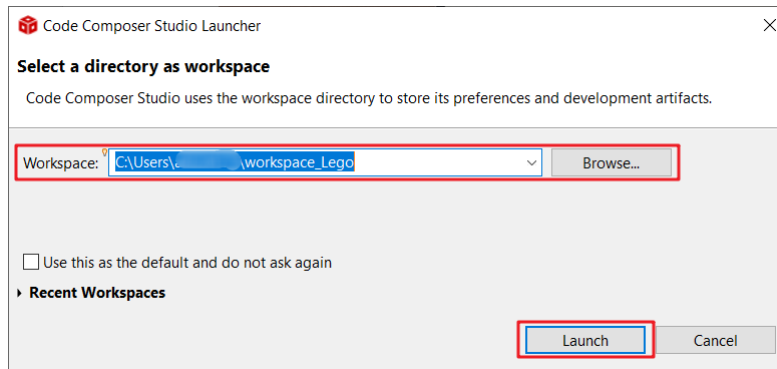 Code Composer Studio Launcher
Select a directory as workspace
Code Composer Studio uses the workspace directory to store its preferences and development artifacts.
Workspace: C:\Users\ \workspace_Lego Browse...
Use this as the default and do not ask again
Recent Workspaces
Launch Cancel